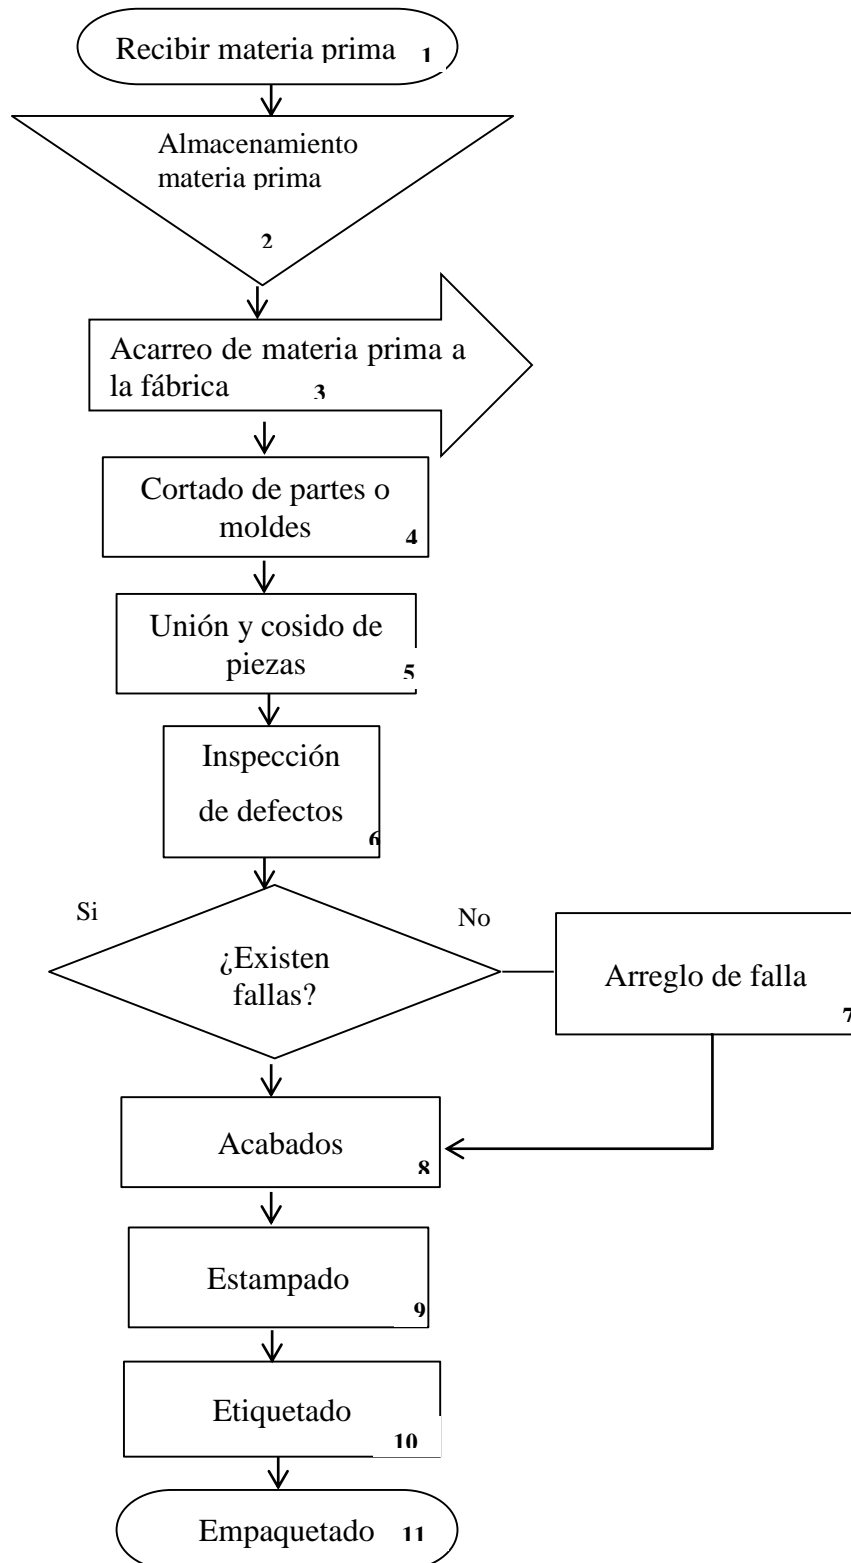 Recibir materia prima 1
Almacenamiento
materia prima
2
Acarreo de materia prima a
la fábrica 3
Cortado de partes o
moldes 4
Unión y cosido de
piezas 5
Inspección
de defectos
6
Si
No
¿Existen
fallas?
Arreglo de falla
7
Acabados
8
Estampado
9
Etiquetado
10
Empaquetado 11